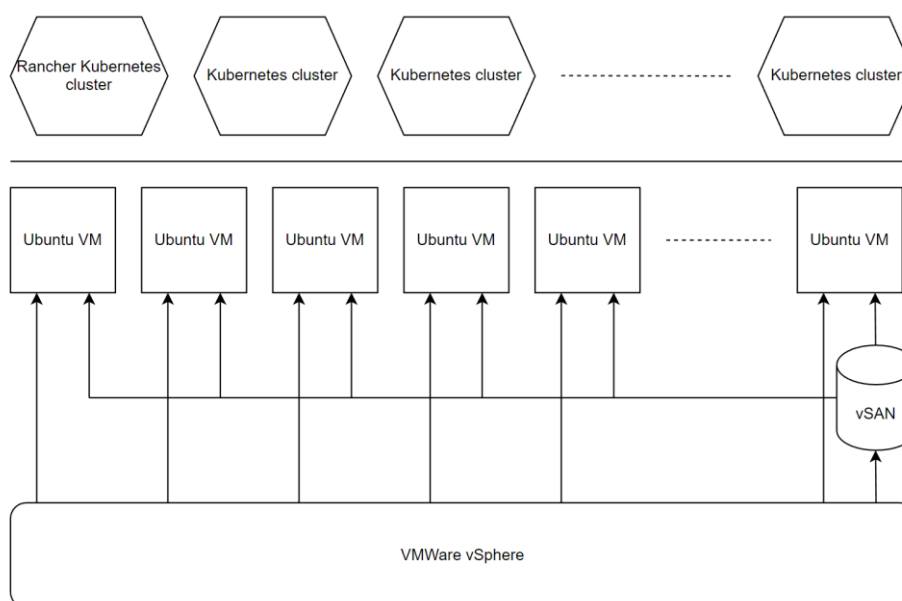 Rancher Kubernetes
cluster
Kubernetes cluster
Kubernetes cluster
Kubernetes cluster
Ubuntu VM
Ubuntu VM
Ubuntu VM
Ubuntu VM
Ubuntu VM
Ubuntu VM
vSAN
VMWare vSphere